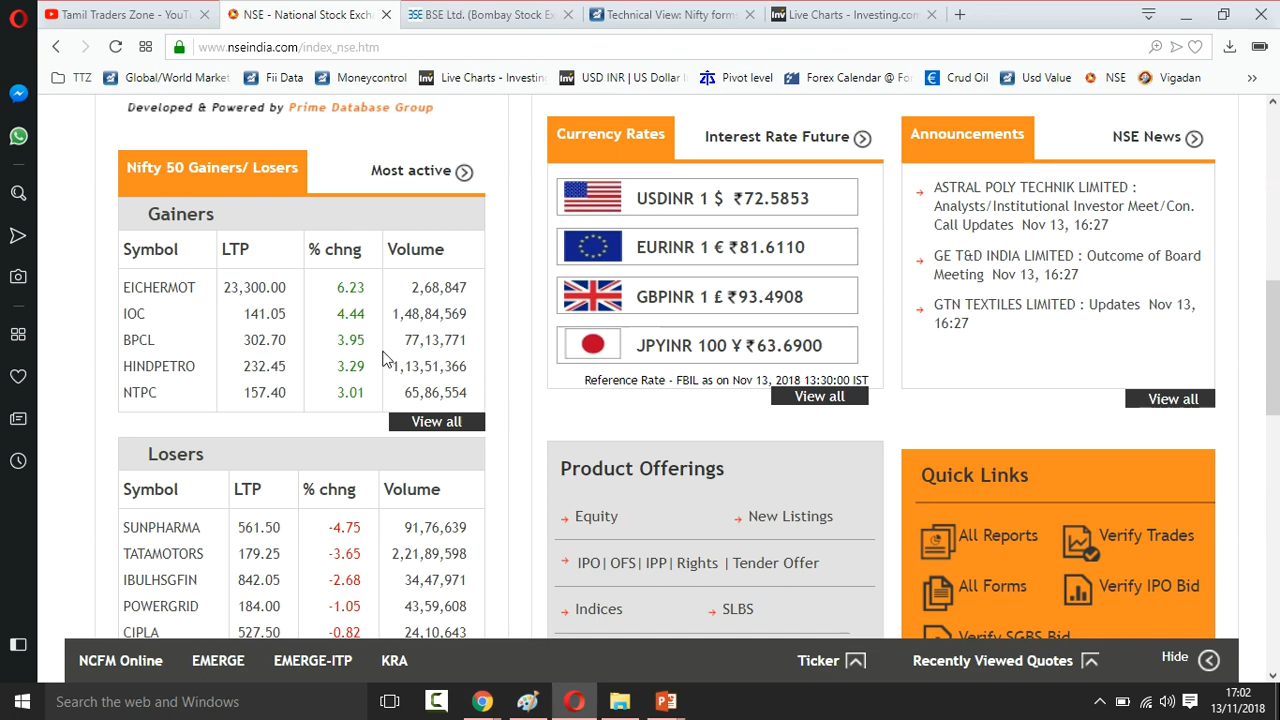 Tamil Traders Zone - YouT
NSE - National Stock Exch
BSE Ltd. (Bombay Stock Ex
Technical View: Nifty form
Live Charts - Investing.com
www.nseindia.com/index_nse.htm
TTZ
Global/World Market
Fii Data
Moneycontrol
Live Charts - Investing
USD INR | US Dollar
Pivot level
Forex Calendar @ Fo
Crud Oil
Usd Value
NSE
Vigadan
Developed & Powered by Prime Database Group
Nifty 50 Gainers/ Losers
Most active
Gainers
Symbol LTP % chng Volume
EICHERMOT 23,300.00 6.23 2,68,847
IOC 141.05 4.44 1,48,84,569
BPCL 302.70 3.95 77,13,771
HINDPETRO 232.45 3.29 1,13,51,366
NTPC 157.40 3.01 65,86,554
View all
Losers
Symbol LTP % chng Volume
SUNPHARMA 561.50 -4.75 91,76,639
TATAMOTORS 179.25 -3.65 2,21,89,598
IBULHSGFIN 842.05 -2.68 34,47,971
POWERGRID 184.00 -1.05 43,59,608
CIPLA 527.50 -0.82 24,10,643
Currency Rates
Interest Rate Future
USDINR 1 $ ₹72.5853
EURINR 1 € ₹81.6110
GBPINR 1 £ ₹93.4908
JPYINR 100 ¥ ₹63.6900
Reference Rate - FBIL as on Nov 13, 2018 13:30:00 IST
View all
Announcements
NSE News
ASTRAL POLY TECHNIK LIMITED :
Analysts/Institutional Investor Meet/Con.
Call Updates Nov 13, 16:27
GE T&D INDIA LIMITED : Outcome of Board
Meeting Nov 13, 16:27
GTN TEXTILES LIMITED : Updates Nov 13,
16:27
View all
Product Offerings
Equity
New Listings
IPO| OFS| IPP| Rights | Tender Offer
Indices
SLBS
Quick Links
All Reports
Verify Trades
All Forms
Verify IPO Bid
Verify SGBS Bid
NCFM Online
EMERGE
EMERGE-ITP
KRA
Ticker
Recently Viewed Quotes
Hide
Search the web and Windows
17:02
13/11/2018